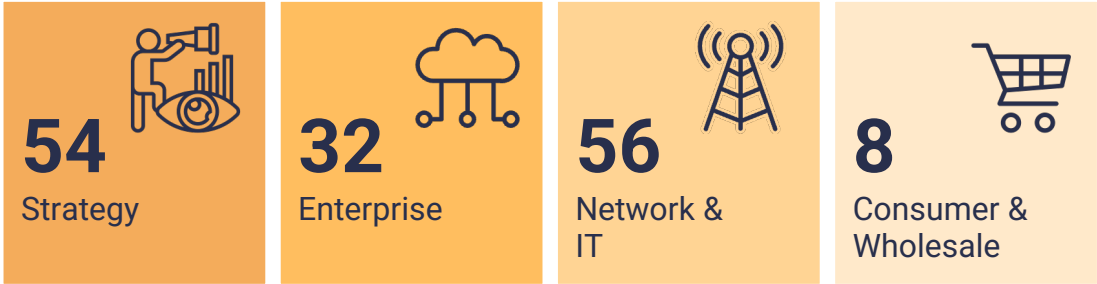 54
Strategy
32
Enterprise
56
Network &
IT
8
Consumer &
Wholesale